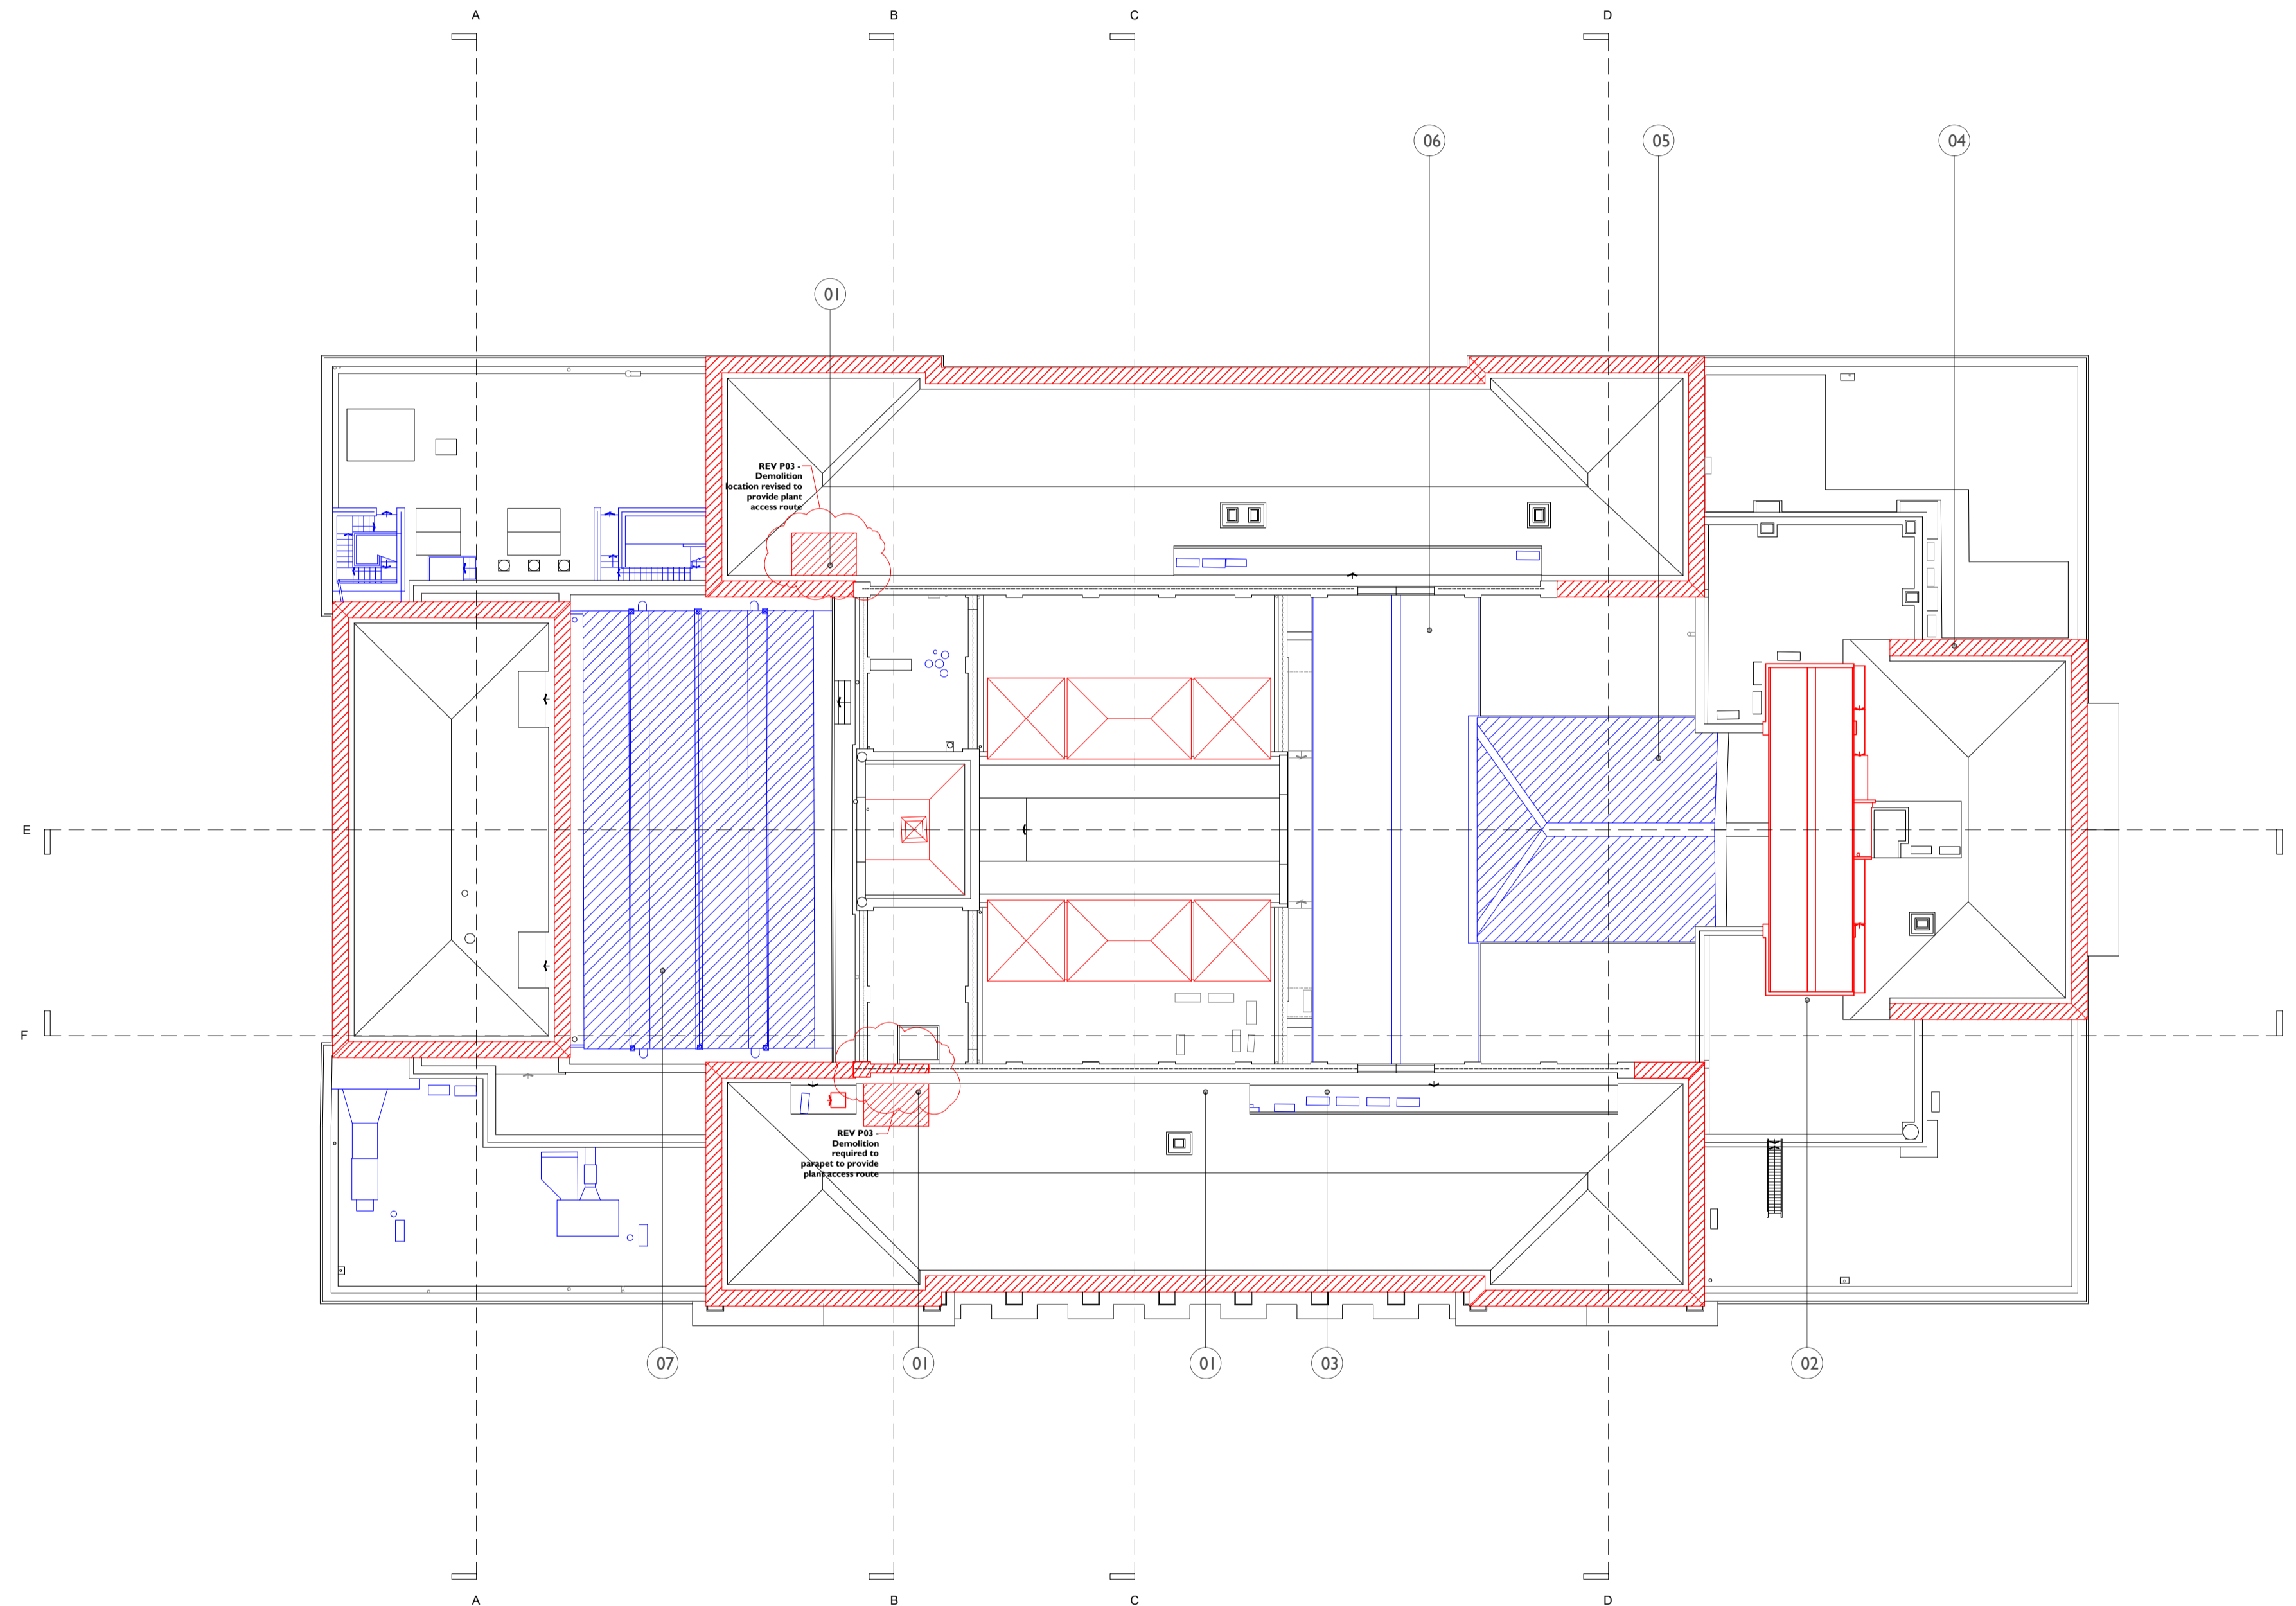 A
B
C
D
06
05
04
01
REV P03 -
Demolition
location revised to
provide plant
access route
E
F
REV P03 -
Demolition
required to
parapet to provide
plant access route
07
01
01
03
02
A
B
C
D